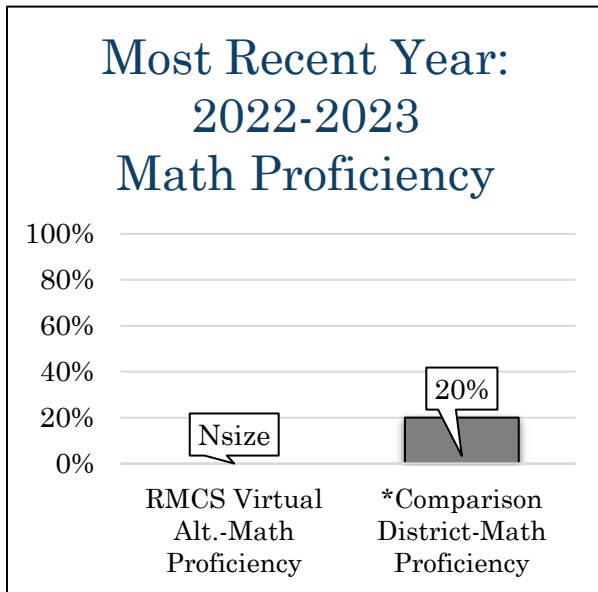 Most Recent Year:
2022-2023
Math Proficiency
100%
80%
60%
40%
20%
0%
Nsize
20%
RMCS Virtual
Alt.-Math
Proficiency
*Comparison
District-Math
Proficiency